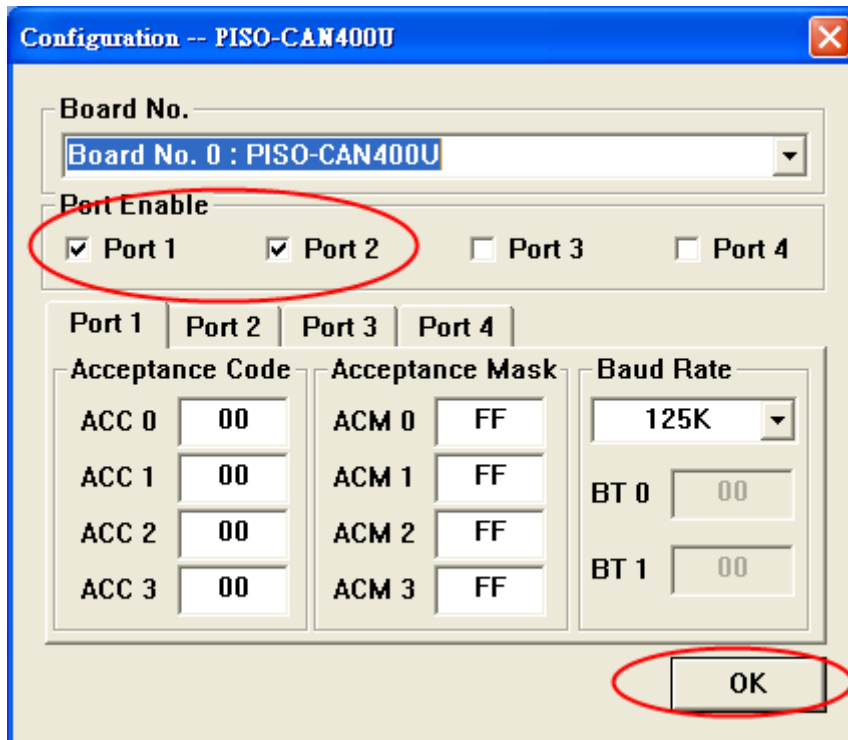 Configuration -- PISO-CAN400U
Board No.
Board No. 0 : PISO-CAN400U
Port Enable
Port 1 Port 2 Port 3 Port 4
Port 1 Port 2 Port 3 Port 4
Acceptance Code Acceptance Mask Baud Rate
ACC 0 00 ACM 0 FF 125K
ACC 1 00 ACM 1 FF BT 0 00
ACC 2 00 ACM 2 FF BT 1 00
ACC 3 00 ACM 3 FF
OK